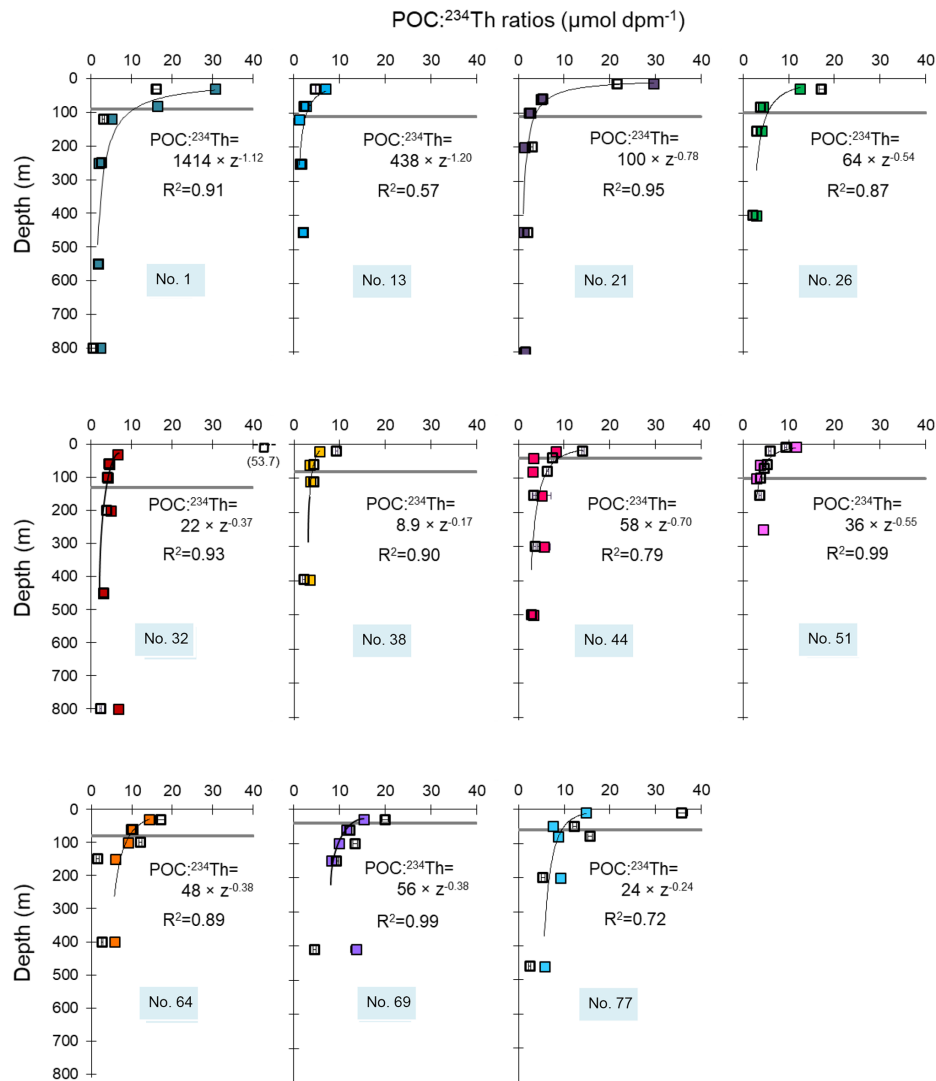 POC:²³⁴Th ratios (µmol dpm⁻¹)
0 10 20 30 40 0 10 20 30 40 0 10 20 30 40 0 10 20 30 40
Depth (m)
0
100
200
300
400
500
600
700
800
POC:²³⁴Th=
1414 × z⁻¹·¹²
R²=0.91
No. 1
POC:²³⁴Th=
438 × z⁻¹·²⁰
R²=0.57
No. 13
POC:²³⁴Th=
100 × z⁻⁰·⁷⁸
R²=0.95
No. 21
POC:²³⁴Th=
64 × z⁻⁰·⁵⁴
R²=0.87
No. 26
0 10 20 30 40 0 10 20 30 40 0 10 20 30 40 0 10 20 30 40
Depth (m)
0
100
200
300
400
500
600
700
800
(53.7)
POC:²³⁴Th=
22 × z⁻⁰·³⁷
R²=0.93
No. 32
POC:²³⁴Th=
8.9 × z⁻⁰·¹⁷
R²=0.90
No. 38
POC:²³⁴Th=
58 × z⁻⁰·⁷⁰
R²=0.79
No. 44
POC:²³⁴Th=
36 × z⁻⁰·⁵⁵
R²=0.99
No. 51
0 10 20 30 40 0 10 20 30 40 0 10 20 30 40
Depth (m)
0
100
200
300
400
500
600
700
800
POC:²³⁴Th=
48 × z⁻⁰·³⁸
R²=0.89
No. 64
POC:²³⁴Th=
56 × z⁻⁰·³⁸
R²=0.99
No. 69
POC:²³⁴Th=
24 × z⁻⁰·²⁴
R²=0.72
No. 77